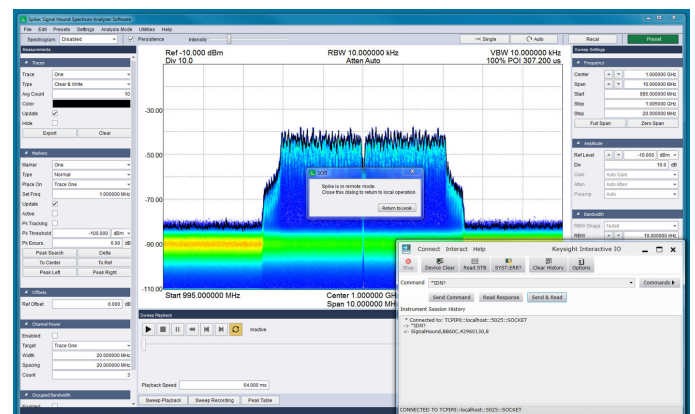 Spike: Signal Hound Spectrum Analyzer Software
File Edit Presets Settings Analysis Mode Utilities Help
Spectrogram Disabled Persistence Intensity Single Auto Recal Preset
Measurements
Traces
Trace One
Type Clear & Write
Avg Count 10
Color
Update
Hide
Export Clear
Markers
Marker One
Type Normal
Place On Trace One
Set Freq 1.000000 MHz
Update
Active
Pk Tracking
Pk Threshold -100.000 dBm
Pk Excurs. 6.00 dB
Peak Search Delta
To Center To Ref
Peak Left Peak Right
Offsets
Ref Offset 0.000 dB
Channel Power
Enabled
Target Trace One
Width 20.000000 MHz
Spacing 20.000000 MHz
Count 3
Occupied Bandwidth
Enabled
Ref -10.000 dBm RBW 10.000000 kHz VBW 10.000000 kHz
Div 10.0 Atten Auto 100% POI 307.200 us
-30.00
-50.00
-70.00
-90.00
-110.00
Start 995.000000 MHz Center 1.000000 GH
Span 10.000000 M
SCPI
Spike is in remote mode.
Close this dialog to return to local operation.
Return to Local
Sweep Playback
Inactive
Playback Speed 64.000 ms
Sweep Playback Sweep Recording Peak Table
Sweep Settings
Frequency
Center 1.000000 GHz
Span 10.000000 MHz
Start 995.000000 MHz
Stop 1.005000 GHz
Step 20.000000 MHz
Full Span Zero Span
Amplitude
Ref Level -10.000 dBm
Div 10.0 dB
Gain Auto Gain
Atten Auto Atten
Preamp Auto
Bandwidth
RBW Shape Nuttall
RBW 10.000000 kHz
Connect Interact Help Keysight Interactive IO
Stop Device Clear Read STB SYST:ERR? Clear History Options
Command *IDN? Commands
Send Command Read Response Send & Read
Instrument Session History
* Connected to: TCPIP0::localhost::5025::SOCKET
-> *IDN?
<- SignalHound,BB60C,42960130,8
CONNECTED TO TCPIP0::localhost::5025::SOCKET